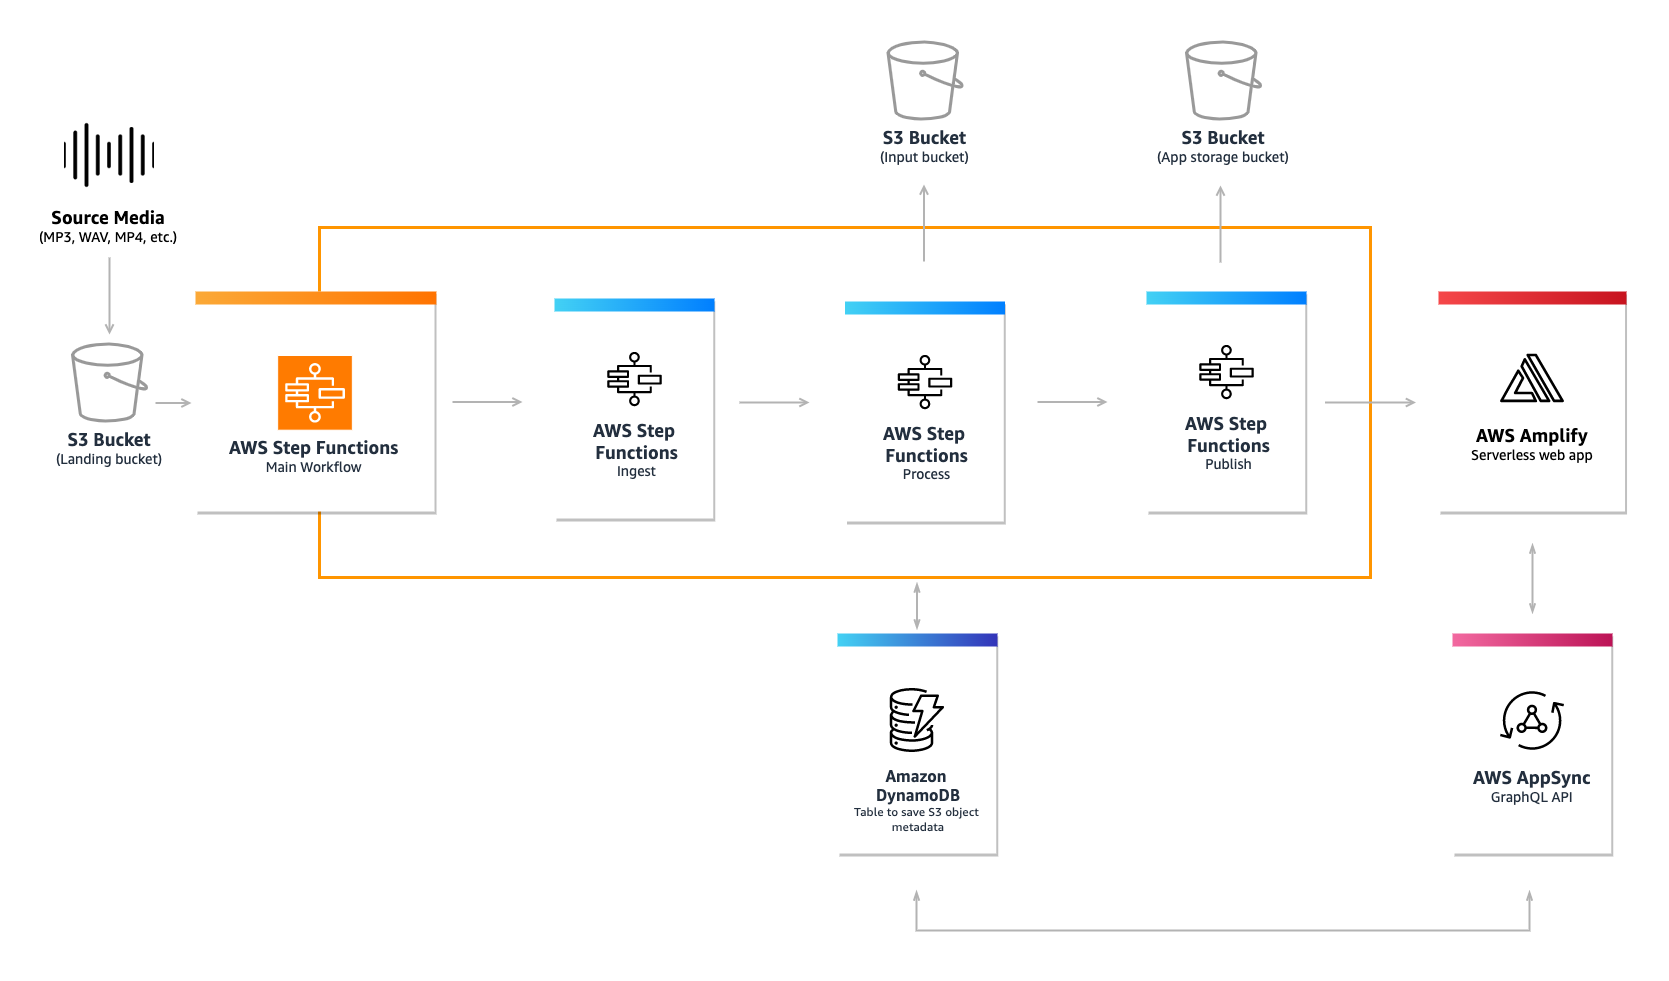 S3 Bucket
(Input bucket)
S3 Bucket
(App storage bucket)
Source Media
(MP3, WAV, MP4, etc.)
S3 Bucket
(Landing bucket)
AWS Step Functions
Main Workflow
AWS Step
Functions
Ingest
AWS Step
Functions
Process
AWS Step
Functions
Publish
AWS Amplify
Serverless web app
Amazon
DynamoDB
Table to save S3 object
metadata
AWS AppSync
GraphQL API